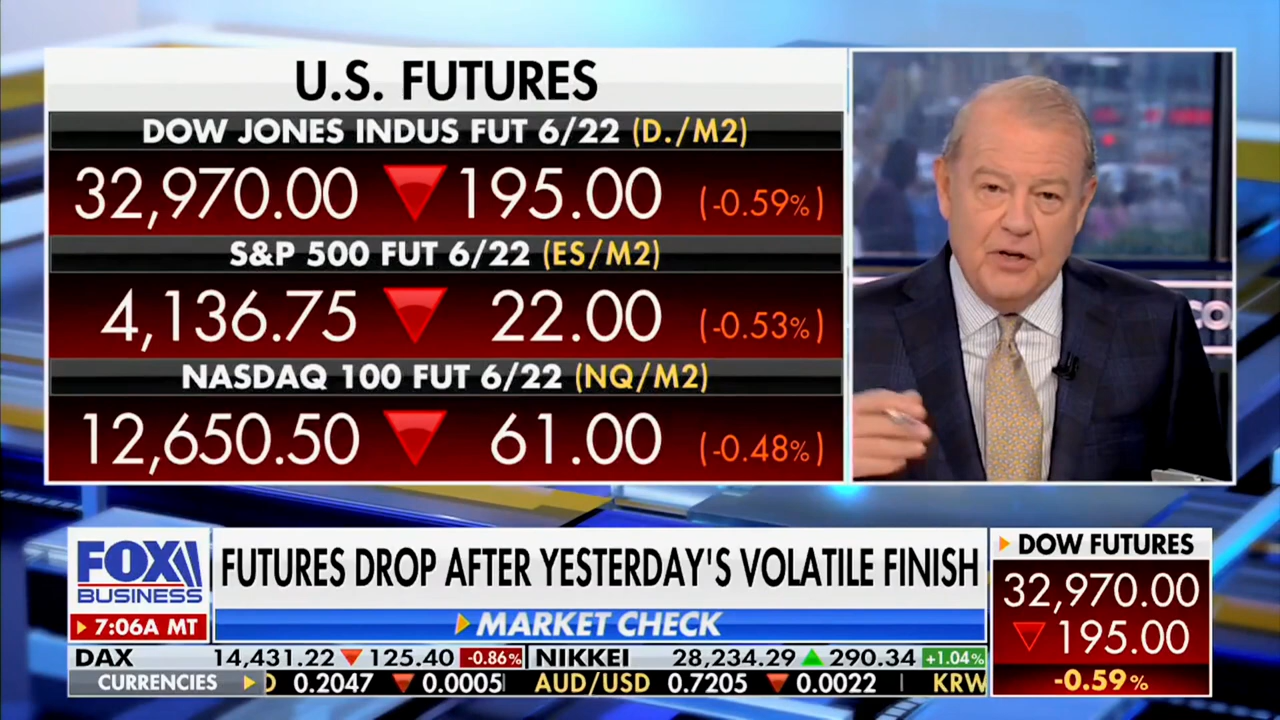 U.S. FUTURES
DOW JONES INDUS FUT 6/22 (D./M2)
32,970.00 ▼ 195.00 (-0.59%)
S&P 500 FUT 6/22 (ES/M2)
4,136.75 ▼ 22.00 (-0.53%)
NASDAQ 100 FUT 6/22 (NQ/M2)
12,650.50 ▼ 61.00 (-0.48%)
CO
FOX
BUSINESS
7:06A MT
FUTURES DROP AFTER YESTERDAY'S VOLATILE FINISH
MARKET CHECK
DOW FUTURES
32,970.00
▽ 195.00
-0.59%
DAX 14,431.22 ▼ 125.40 -0.86% NIKKEI 28,234.29 ▲ 290.34 +1.04%
CURRENCIES 0.2047 ▼ 0.0005 AUD/USD 0.7205 ▼ 0.0022 KRW